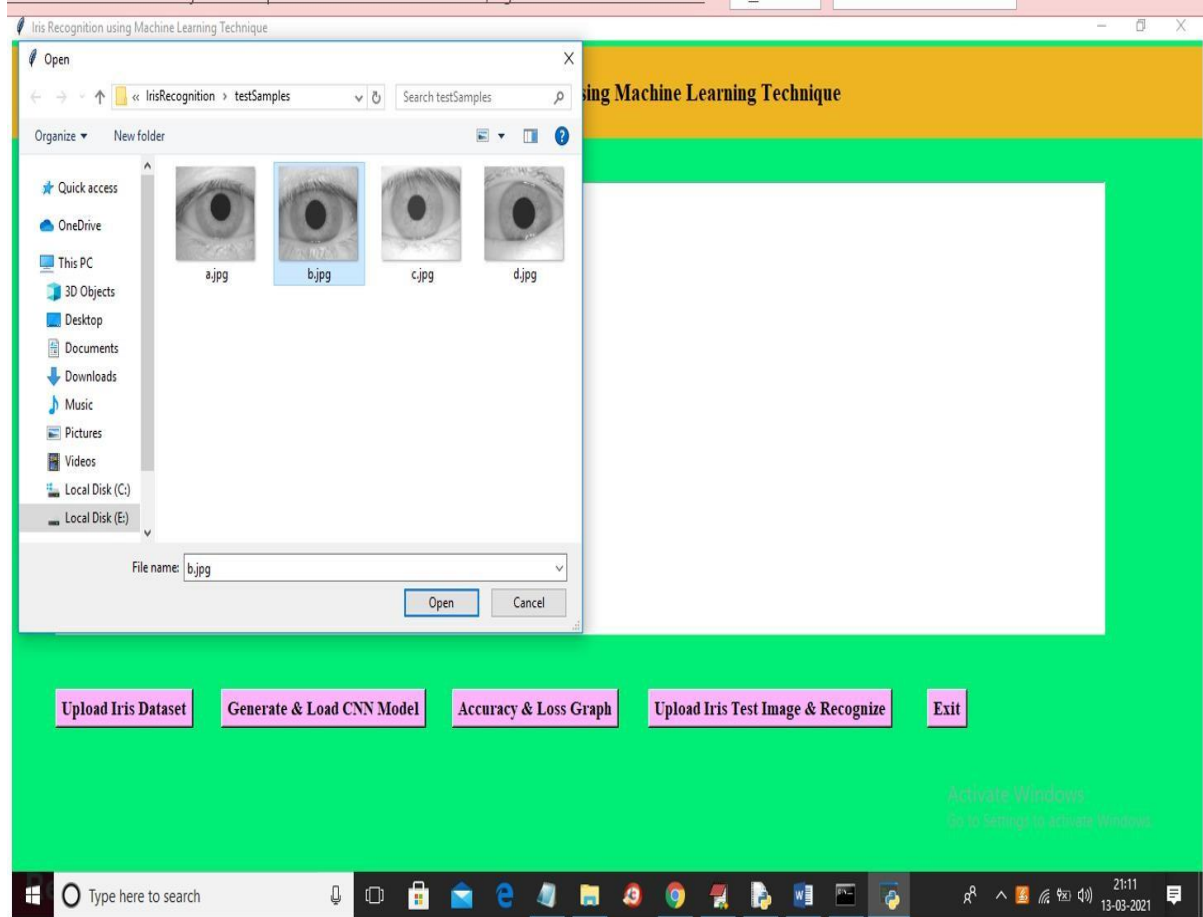 Iris Recognition using Machine Learning Technique
Open
« IrisRecognition › testSamples
Search testSamples
sing Machine Learning Technique
Organize
New folder
Quick access
OneDrive
This PC
3D Objects
Desktop
Documents
Downloads
Music
Pictures
Videos
Local Disk (C:)
Local Disk (E:)
a.jpg
b.jpg
c.jpg
d.jpg
File name:
b.jpg
Open
Cancel
Upload Iris Dataset
Generate & Load CNN Model
Accuracy & Loss Graph
Upload Iris Test Image & Recognize
Exit
Activate Windows
Go to Settings to activate Windows.
Type here to search
21:11
13-03-2021